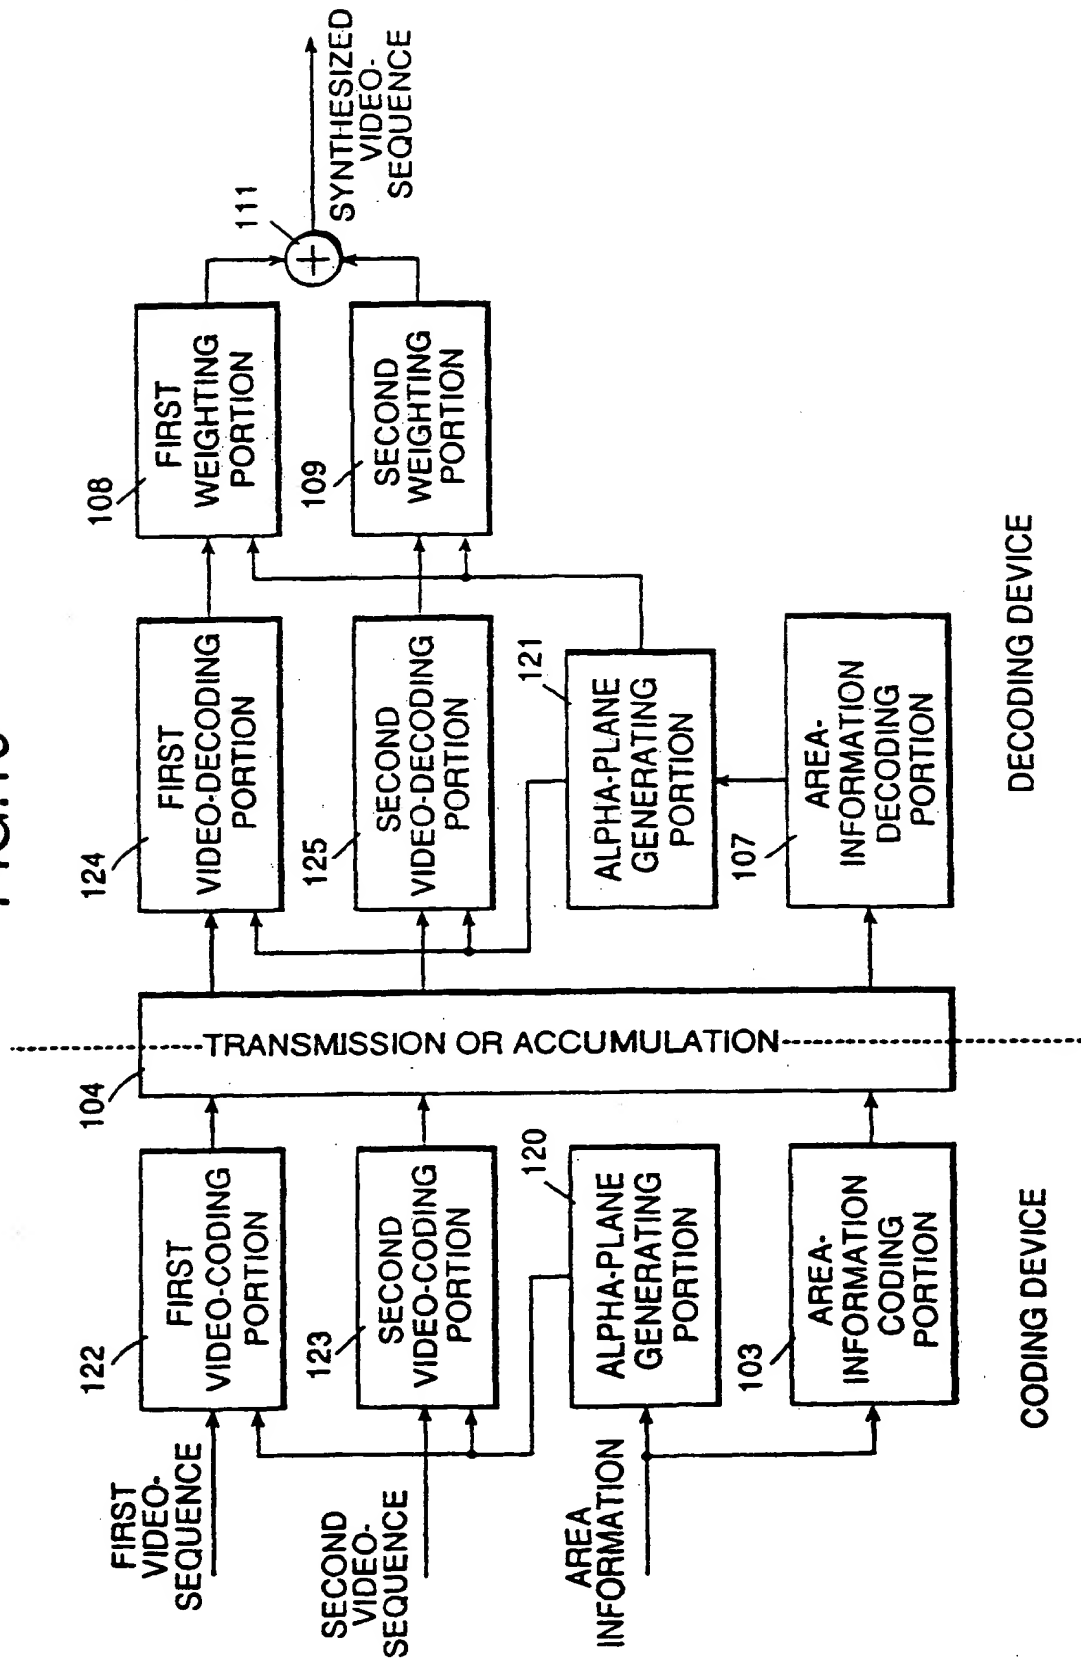 FIRST
VIDEO-
SEQUENCE
SECOND
VIDEO-
SEQUENCE
AREA
INFORMATION
122
FIRST
VIDEO-CODING
PORTION
123
SECOND
VIDEO-CODING
PORTION
120
ALPHA-PLANE
GENERATING
PORTION
103
AREA-
INFORMATION
CODING
PORTION
CODING DEVICE
104
TRANSMISSION OR ACCUMULATION
124
FIRST
VIDEO-DECODING
PORTION
125
SECOND
VIDEO-DECODING
PORTION
121
ALPHA-PLANE
GENERATING
PORTION
107
AREA-
INFORMATION
DECODING
PORTION
DECODING DEVICE
108
FIRST
WEIGHTING
PORTION
109
SECOND
WEIGHTING
PORTION
111
+
SYNTHESIZED
VIDEO-
SEQUENCE